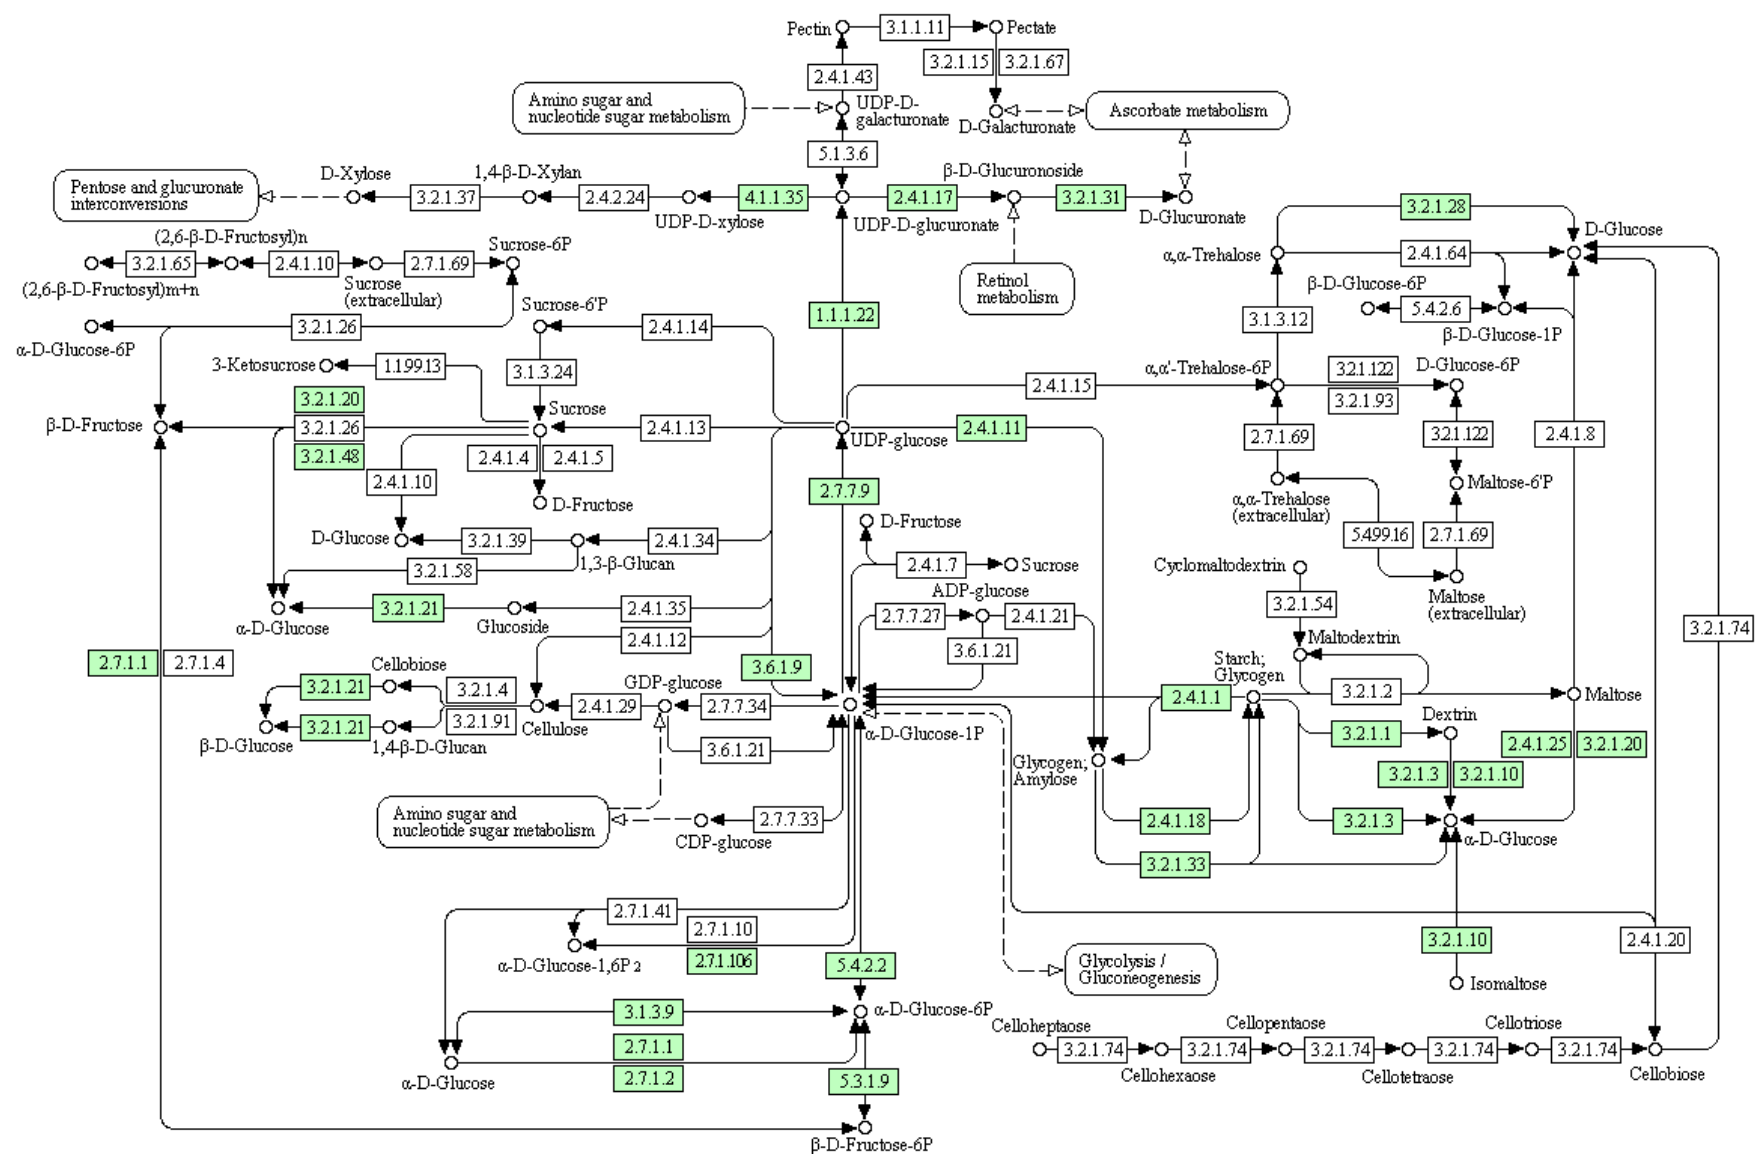 Pectin
3.1.1.11
Pectate
3.2.1.15
3.2.1.67
2.4.1.43
Amino sugar and
nucleotide sugar metabolism
UDP-D-
galacturonate
D-Galacturonate
Ascorbate metabolism
5.1.3.6
Pentose and glucuronate
interconversions
D-Xylose
3.2.1.37
1,4-β-D-Xylan
2.4.2.24
UDP-D-xylose
4.1.1.35
2.4.1.17
UDP-D-glucuronate
β-D-Glucuronoside
3.2.1.31
D-Glucuronate
3.2.1.28
D-Glucose
(2,6-β-D-Fructosyl)n
Sucrose-6P
3.2.1.65
2.4.1.10
2.7.1.69
(2,6-β-D-Fructosyl)m+n
Sucrose
(extracellular)
Retinol
metabolism
α,α-Trehalose
2.4.1.64
β-D-Glucose-6P
5.4.2.6
β-D-Glucose-1P
Sucrose-6'P
3.2.1.26
2.4.1.14
1.1.1.22
3.1.3.12
α-D-Glucose-6P
3-Ketosucrose
1.1.99.13
3.1.3.24
2.4.1.15
α,α'-Trehalose-6P
3.2.1.122
3.2.1.93
D-Glucose-6P
3.2.1.20
3.2.1.26
3.2.1.48
β-D-Fructose
Sucrose
2.4.1.13
UDP-glucose
2.4.1.11
2.7.1.69
3.2.1.122
2.4.1.8
2.4.1.4
2.4.1.5
2.4.1.10
D-Fructose
2.7.7.9
α,α-Trehalose
(extracellular)
Maltose-6'P
D-Glucose
3.2.1.39
2.4.1.34
1,3-β-Glucan
D-Fructose
5.4.99.16
2.7.1.69
3.2.1.58
2.4.1.7
Sucrose
Cyclomaltodextrin
Maltose
(extracellular)
ADP-glucose
3.2.1.21
2.4.1.35
α-D-Glucose
Glucoside
2.4.1.12
2.7.7.27
2.4.1.21
3.2.1.54
3.2.1.74
3.6.1.21
Maltodextrin
2.7.1.1
2.7.1.4
Cellobiose
3.6.1.9
3.2.1.21
3.2.1.4
GDP-glucose
Starch;
Glycogen
2.4.1.1
3.2.1.2
Maltose
3.2.1.21
3.2.1.91
2.4.1.29
2.7.7.34
β-D-Glucose
1,4-β-D-Glucan
Cellulose
α-D-Glucose-1P
Dextrin
3.2.1.1
3.6.1.21
2.4.1.25
3.2.1.20
Glycogen;
Amylose
3.2.1.3
3.2.1.10
Amino sugar and
nucleotide sugar metabolism
2.7.7.33
CDP-glucose
2.4.1.18
3.2.1.3
α-D-Glucose
3.2.1.33
2.7.1.41
2.7.1.10
2.7.1.106
α-D-Glucose-1,6P2
5.4.2.2
Glycolysis /
Gluconeogenesis
3.2.1.10
2.4.1.20
Isomaltose
3.1.3.9
α-D-Glucose-6P
2.7.1.1
2.7.1.2
α-D-Glucose
5.3.1.9
Celloheptaose
Cellopentaose
Cellotriose
3.2.1.74
3.2.1.74
3.2.1.74
3.2.1.74
3.2.1.74
Cellohexaose
Cellotetraose
Cellobiose
β-D-Fructose-6P